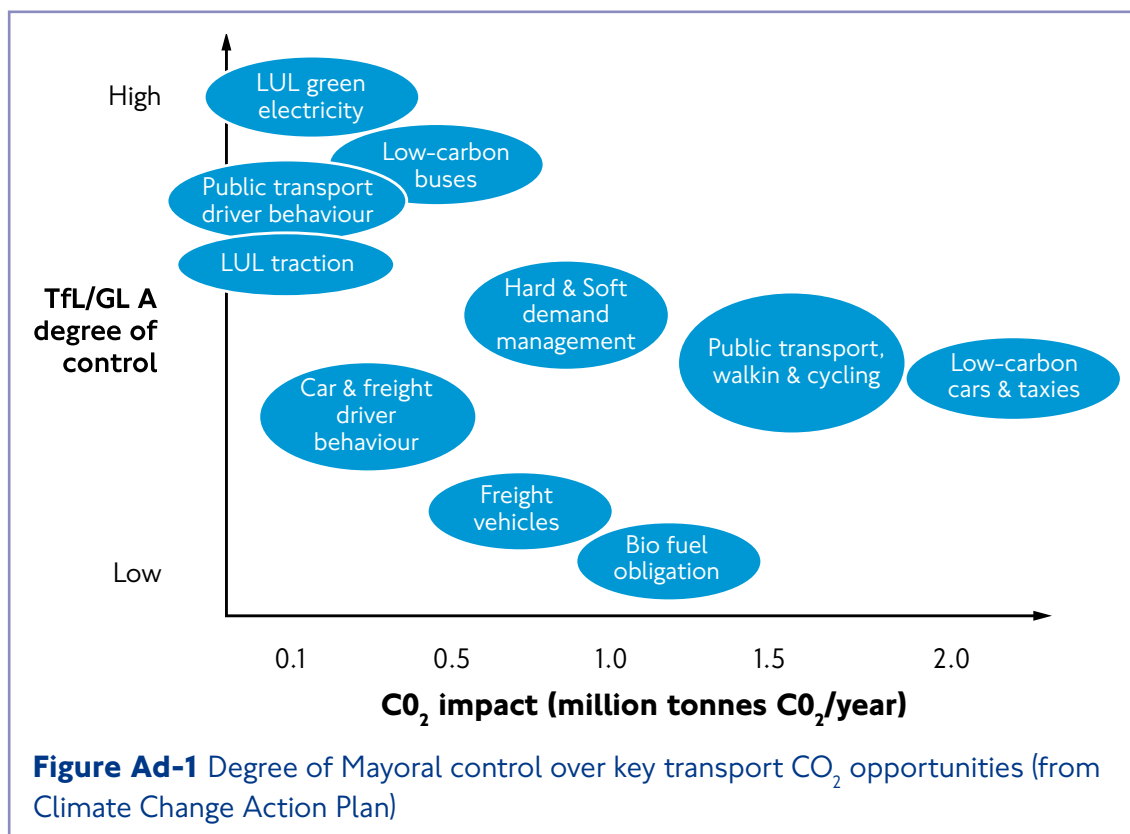 High
LUL green
electricity
Low-carbon
buses
Public transport
driver behaviour
LUL traction
TfL/GL A
degree of
control
Hard & Soft
demand
management
Public transport,
walkin & cycling
Low-carbon
cars & taxies
Car & freight
driver
behaviour
Freight
vehicles
Bio fuel
obligation
Low
0.1 0.5 1.0 1.5 2.0
C0₂ impact (million tonnes C0₂/year)
Figure Ad-1 Degree of Mayoral control over key transport CO₂ opportunities (from
Climate Change Action Plan)